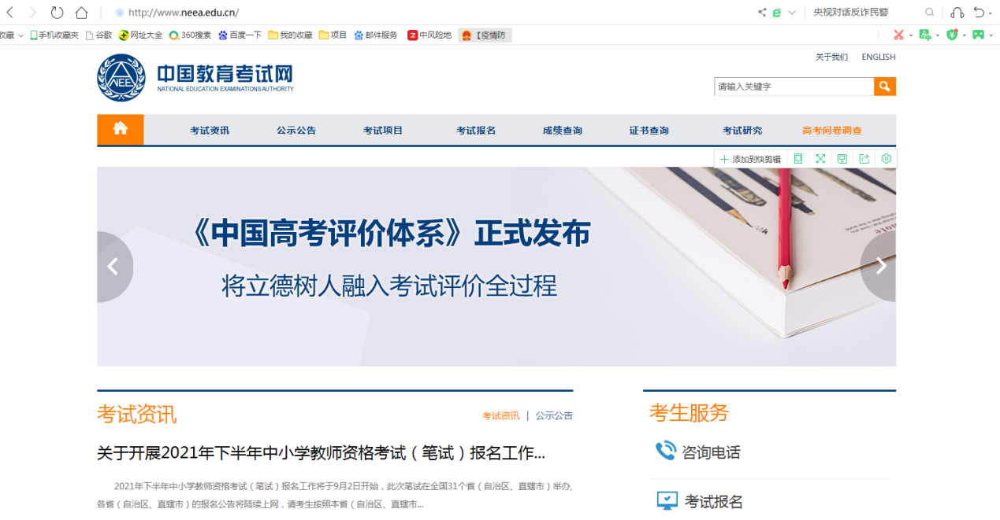 http://www.neea.edu.cn/
央视对话反诈民警
收藏
手机收藏夹
谷歌
网址大全
360搜索
百度一下
我的收藏
项目
邮件服务
中风险地
【疫情防
关于我们 ENGLISH
NEE
中国教育考试网
NATIONAL EDUCATION EXAMINATIONS AUTHORITY
请输入关键字
考试资讯 公示公告 考试项目 考试报名 成绩查询 证书查询 考试研究 高考问卷调查
添加到快剪辑
《中国高考评价体系》正式发布
将立德树人融入考试评价全过程
考试资讯
考试资讯 | 公示公告
关于开展2021年下半年中小学教师资格考试（笔试）报名工作...
2021年下半年中小学教师资格考试（笔试）报名工作将于9月2日开始，此次笔试在全国31个省（自治区、直辖市）举办,
各省（自治区、直辖市）的报名公告将陆续上网，请考生按照本省（自治区、直辖市...
考生服务
咨询电话
考试报名